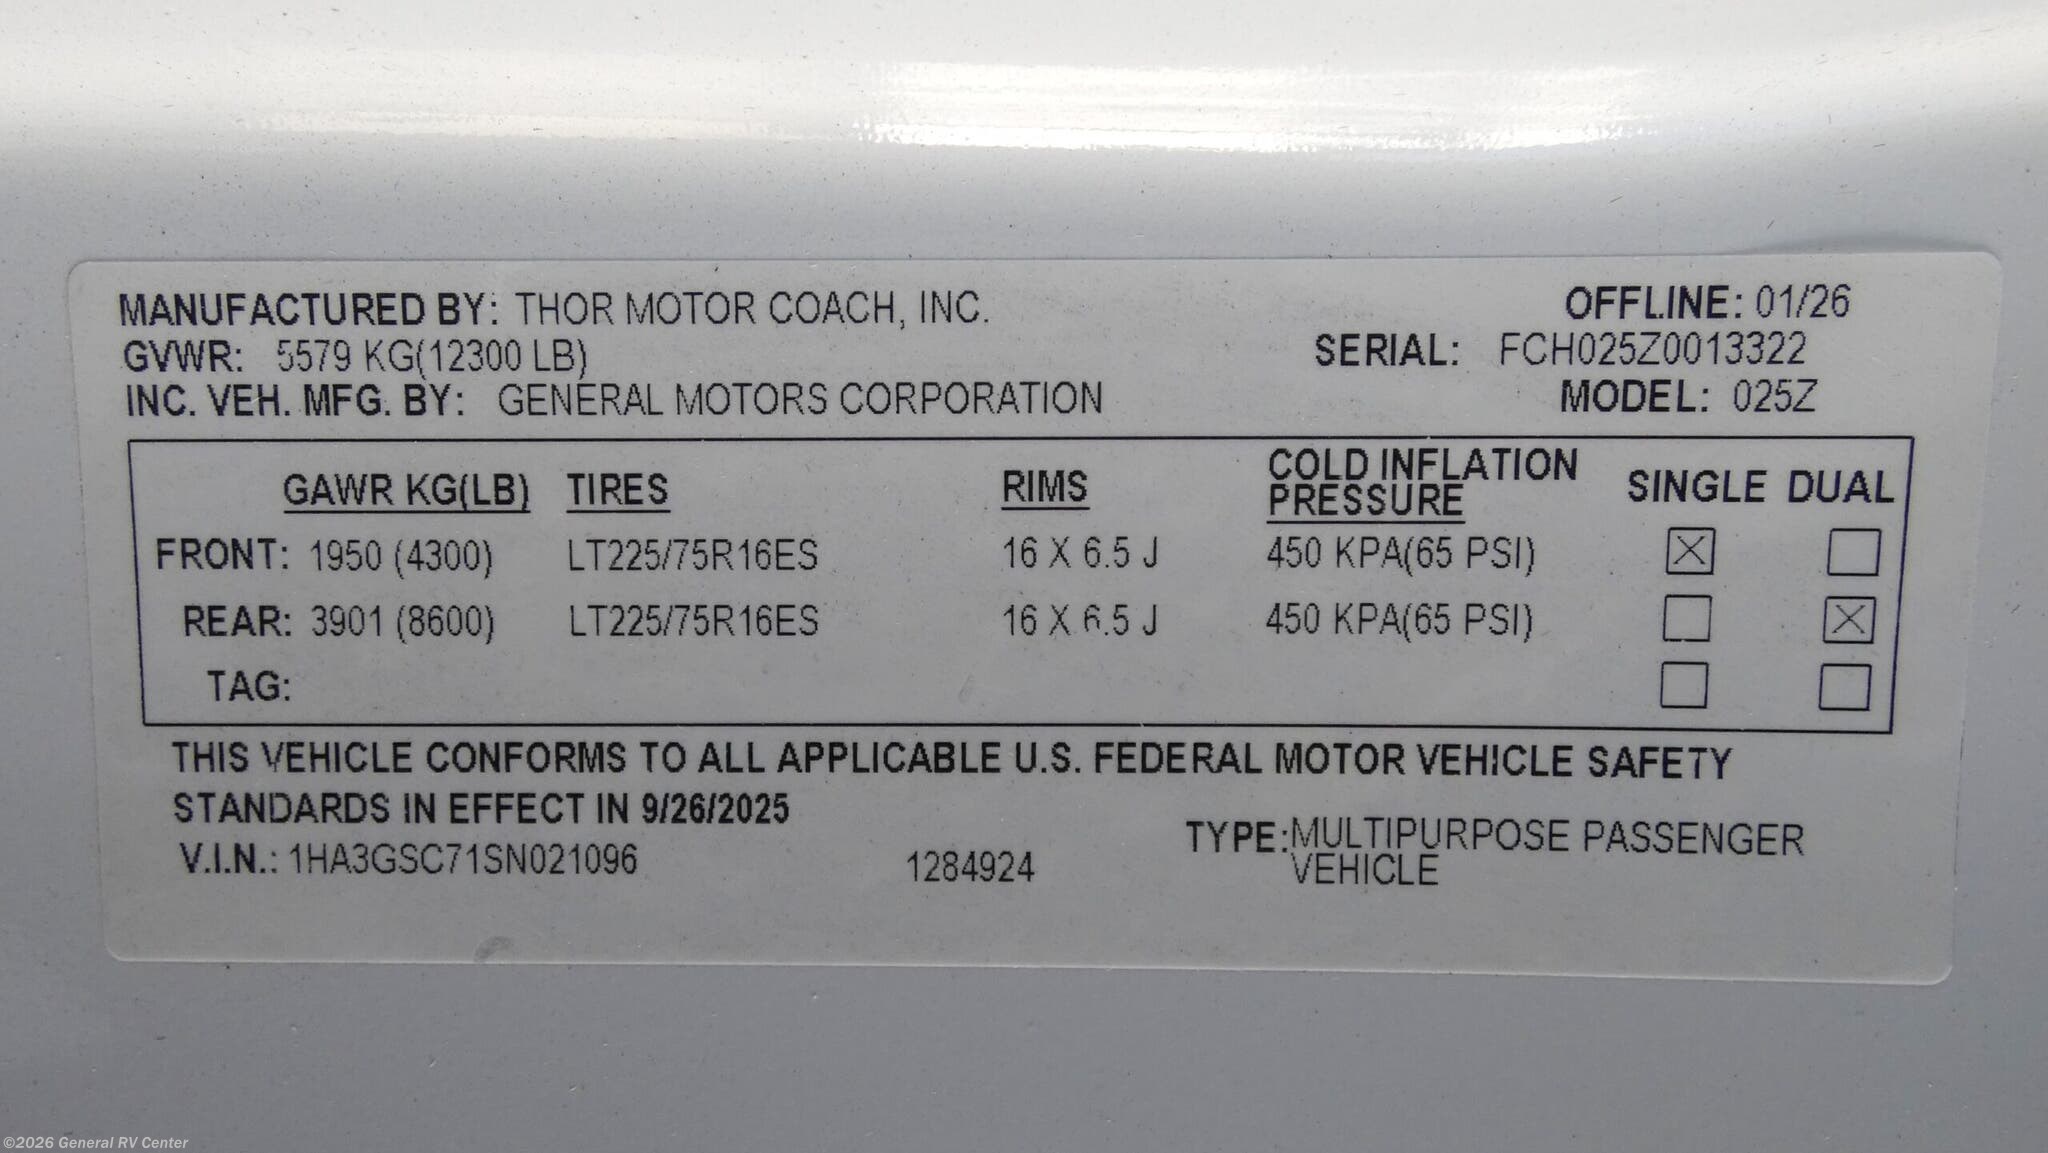 MANUFACTURED BY: THOR MOTOR COACH, INC. OFFLINE: 01/26
GVWR: 5579 KG(12300 LB) SERIAL: FCH025Z0013322
INC. VEH. MFG. BY: GENERAL MOTORS CORPORATION MODEL: 025Z
GAWR KG(LB) TIRES RIMS COLD INFLATION PRESSURE SINGLE DUAL
FRONT: 1950 (4300) LT225/75R16ES 16 X 6.5 J 450 KPA(65 PSI)
REAR: 3901 (8600) LT225/75R16ES 16 X 6.5 J 450 KPA(65 PSI)
TAG:
THIS VEHICLE CONFORMS TO ALL APPLICABLE U.S. FEDERAL MOTOR VEHICLE SAFETY
STANDARDS IN EFFECT IN 9/26/2025
V.I.N.: 1HA3GSC71SN021096 1284924 TYPE: MULTIPURPOSE PASSENGER
VEHICLE
©2026 General RV Center